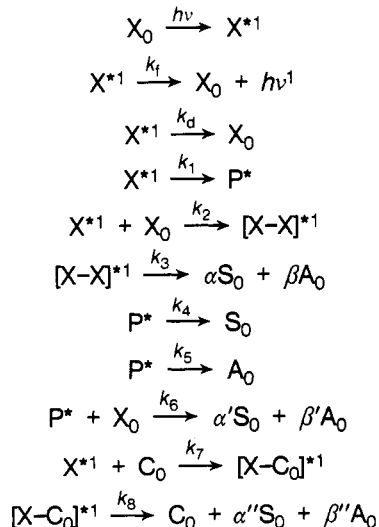 X₀ —hν→ X*¹
X*¹ —k_f→ X₀ + hν¹
X*¹ —k_d→ X₀
X*¹ —k₁→ P*
X*¹ + X₀ —k₂→ [X–X]*¹
[X–X]*¹ —k₃→ αS₀ + βA₀
P* —k₄→ S₀
P* —k₅→ A₀
P* + X₀ —k₆→ α′S₀ + β′A₀
X*¹ + C₀ —k₇→ [X–C₀]*¹
[X–C₀]*¹ —k₈→ C₀ + α″S₀ + β″A₀